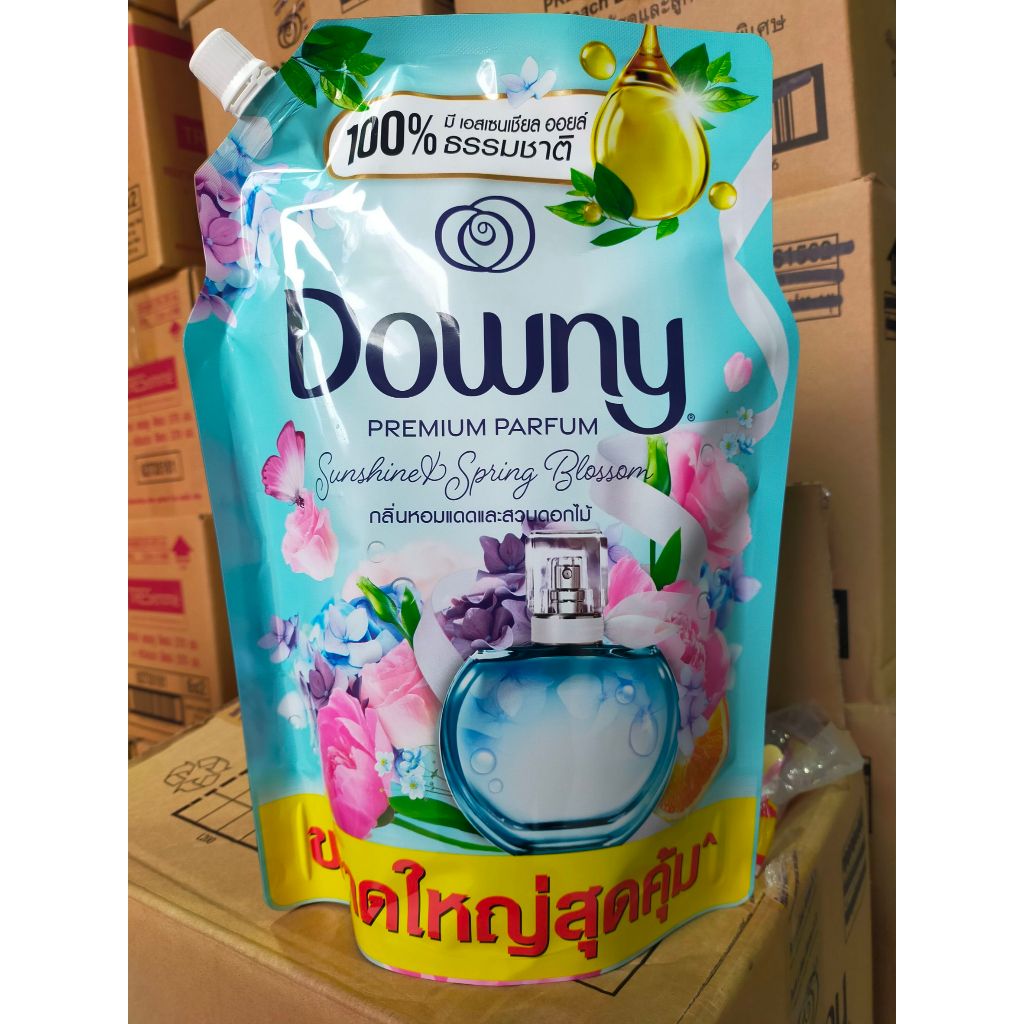 100% มี เอสเซนเชียล ออยล์
ธรรมชาติ
Downy®
PREMIUM PARFUM
Sunshine & Spring Blossom
กลิ่นหอมแดดและสวนดอกไม้
ขนาดใหญ่สุดคุ้ม^